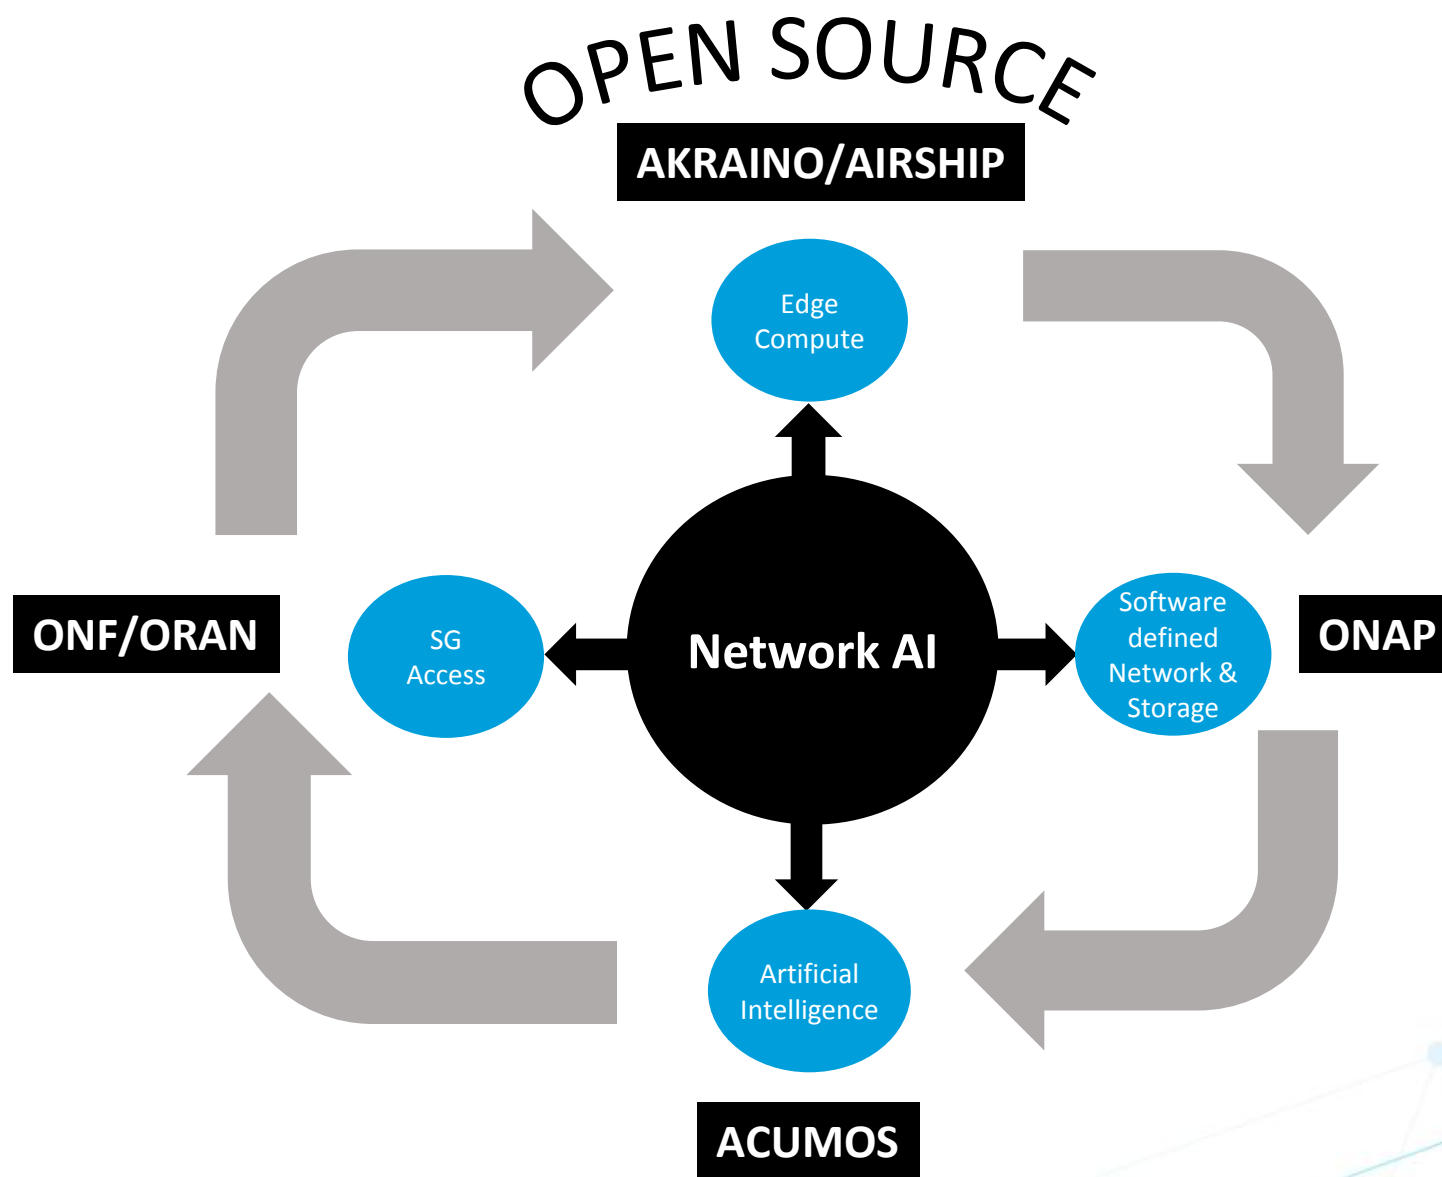 OPEN SOURCE
AKRAINO/AIRSHIP
Edge
Compute
ONF/ORAN
SG
Access
Network AI
Software
defined
Network &
Storage
ONAP
Artificial
Intelligence
ACUMOS